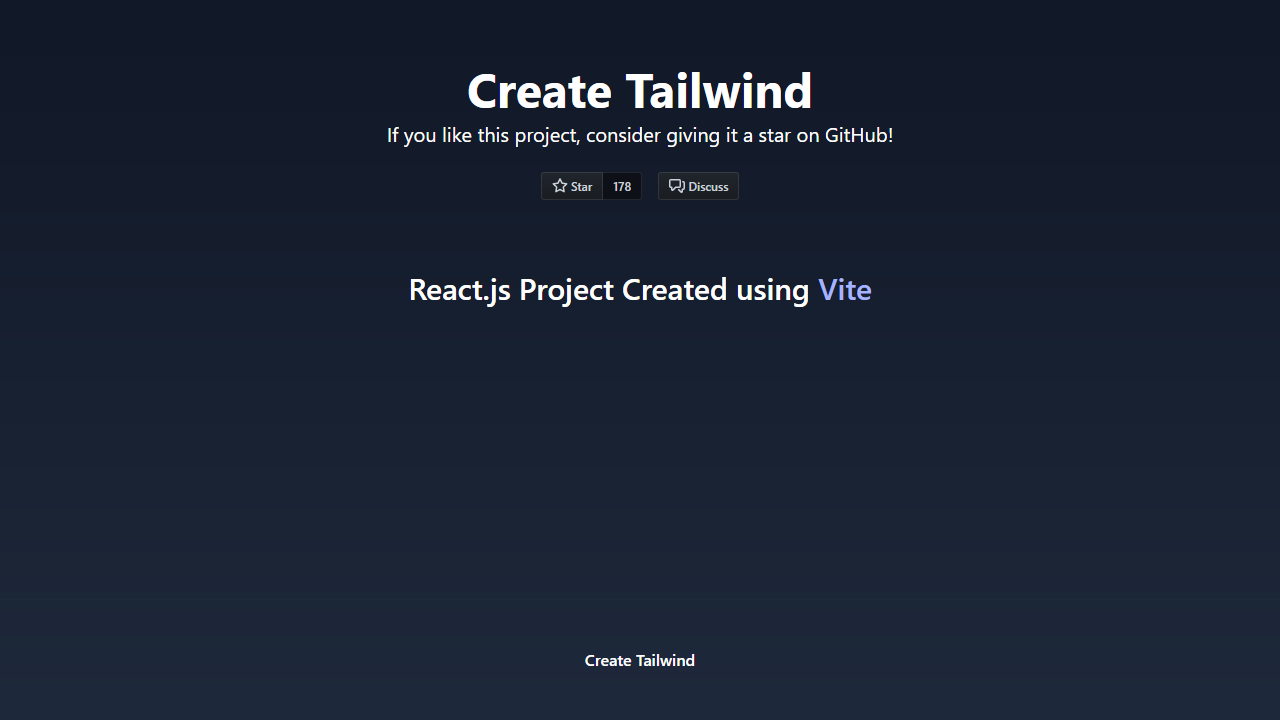 Create Tailwind
If you like this project, consider giving it a star on GitHub!
Star 178 Discuss
React.js Project Created using Vite
Create Tailwind